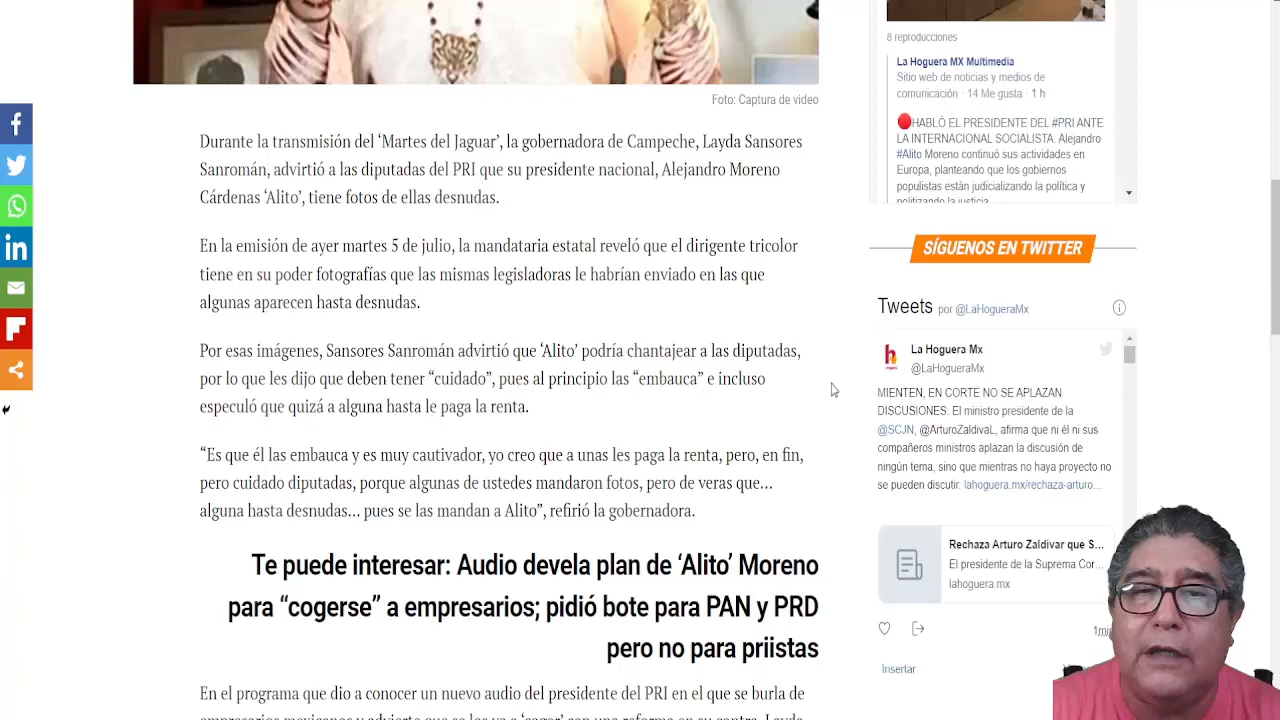 Foto: Captura de video
Durante la transmisión del ‘Martes del Jaguar’, la gobernadora de Campeche, Layda Sansores
Sanromán, advirtió a las diputadas del PRI que su presidente nacional, Alejandro Moreno
Cárdenas ‘Alito’, tiene fotos de ellas desnudas.
En la emisión de ayer martes 5 de julio, la mandataria estatal reveló que el dirigente tricolor
tiene en su poder fotografías que las mismas legisladoras le habrían enviado en las que
algunas aparecen hasta desnudas.
Por esas imágenes, Sansores Sanromán advirtió que ‘Alito’ podría chantajear a las diputadas,
por lo que les dijo que deben tener “cuidado”, pues al principio las “embauca” e incluso
especuló que quizá a alguna hasta le paga la renta.
“Es que él las embauca y es muy cautivador, yo creo que a unas les paga la renta, pero, en fin,
pero cuidado diputadas, porque algunas de ustedes mandaron fotos, pero de veras que…
alguna hasta desnudas… pues se las mandan a Alito”, refirió la gobernadora.
Te puede interesar: Audio devela plan de ‘Alito’ Moreno
para “cogerse” a empresarios; pidió bote para PAN y PRD
pero no para priistas
En el programa que dio a conocer un nuevo audio del presidente del PRI en el que se burla de
8 reproducciones
La Hoguera MX Multimedia
Sitio web de noticias y medios de
comunicación · 14 Me gusta · 1 h
HABLÓ EL PRESIDENTE DEL #PRI ANTE
LA INTERNACIONAL SOCIALISTA. Alejandro
#Alito Moreno continuó sus actividades en
Europa, planteando que los gobiernos
populistas están judicializando la política y
politizando la justicia.
SÍGUENOS EN TWITTER
Tweets por @LaHogueraMx
La Hoguera Mx
@LaHogueraMx
MIENTEN, EN CORTE NO SE APLAZAN
DISCUSIONES. El ministro presidente de la
@SCJN, @ArturoZaldivaL, afirma que ni él ni sus
compañeros ministros aplazan la discusión de
ningún tema, sino que mientras no haya proyecto no
se pueden discutir. lahoguera.mx/rechaza-arturo…
Rechaza Arturo Zaldivar que S...
El presidente de la Suprema Cor...
lahoguera.mx
Insertar